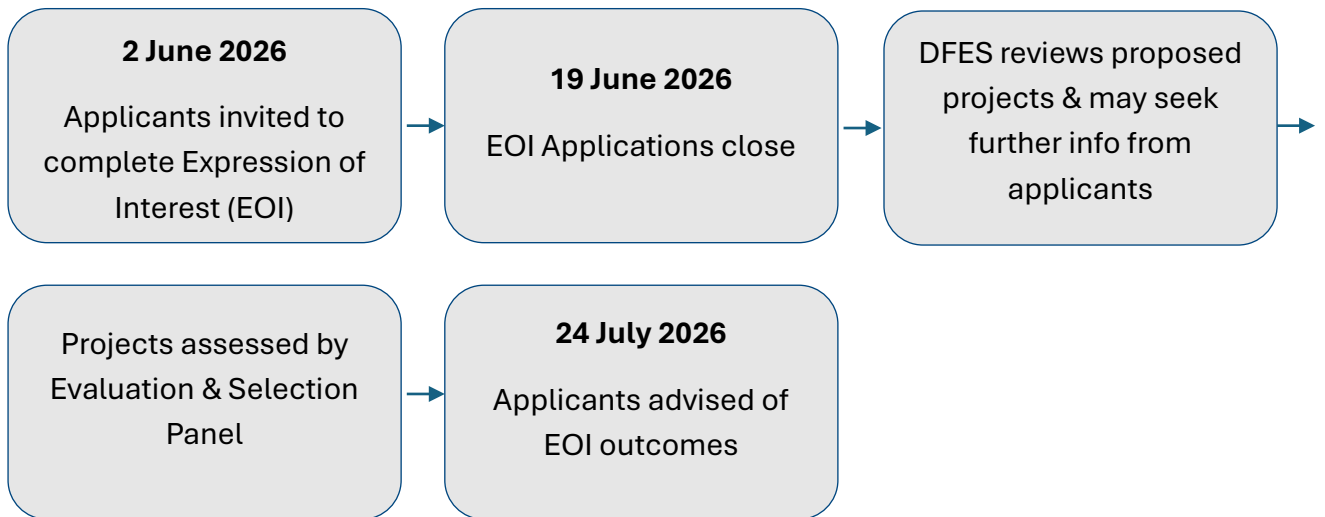 2 June 2026
Applicants invited to
complete Expression of
Interest (EOI)
19 June 2026
EOI Applications close
DFES reviews proposed
projects & may seek
further info from
applicants
Projects assessed by
Evaluation & Selection
Panel
24 July 2026
Applicants advised of
EOI outcomes